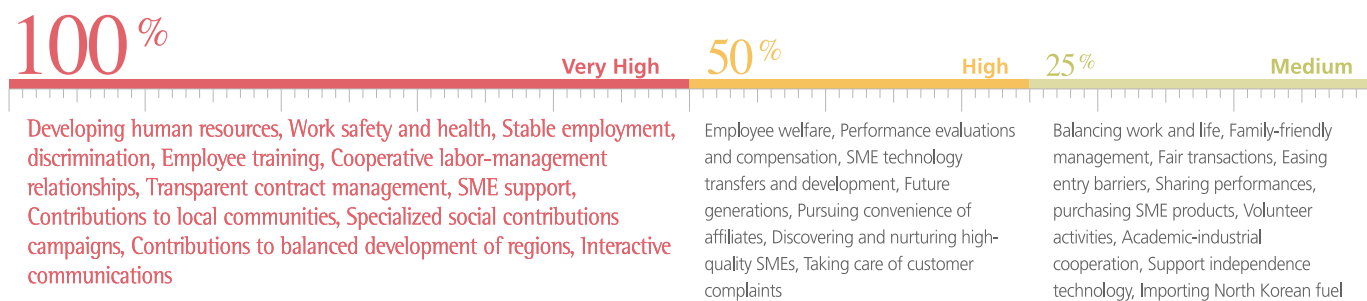 100%
Very High
Developing human resources, Work safety and health, Stable employment,
discrimination, Employee training, Cooperative labor-management
relationships, Transparent contract management, SME support,
Contributions to local communities, Specialized social contributions
campaigns, Contributions to balanced development of regions, Interactive
communications
50%
High
Employee welfare, Performance evaluations
and compensation, SME technology
transfers and development, Future
generations, Pursuing convenience of
affiliates, Discovering and nurturing high-
quality SMEs, Taking care of customer
complaints
25%
Medium
Balancing work and life, Family-friendly
management, Fair transactions, Easing
entry barriers, Sharing performances,
purchasing SME products, Volunteer
activities, Academic-industrial
cooperation, Support independence
technology, Importing North Korean fuel